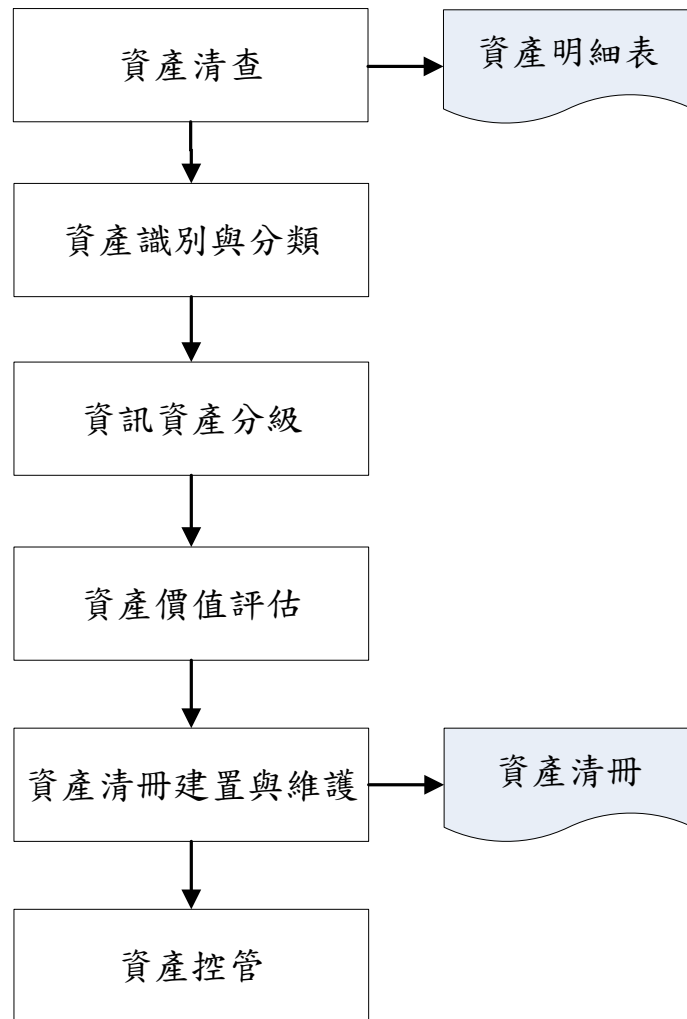 資產清查
資產明細表
資產識別與分類
資訊資產分級
資產價值評估
資產清冊建置與維護
資產清冊
資產控管